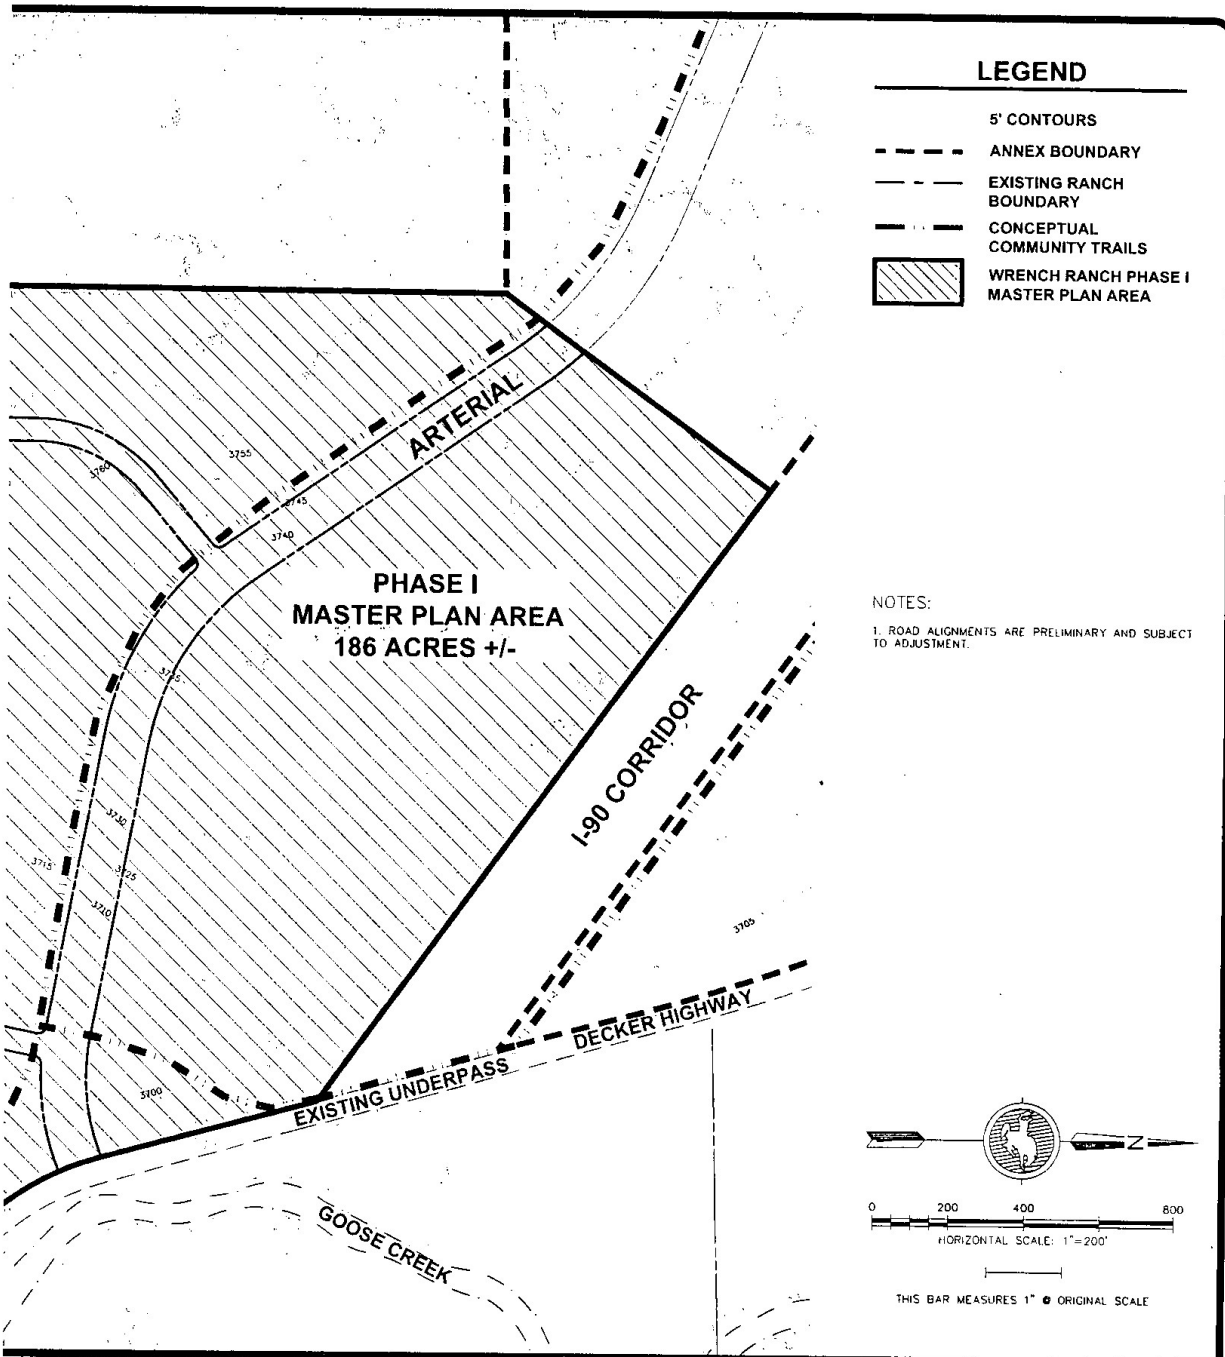 LEGEND
5' CONTOURS
ANNEX BOUNDARY
EXISTING RANCH
BOUNDARY
CONCEPTUAL
COMMUNITY TRAILS
WRENCH RANCH PHASE I
MASTER PLAN AREA
ARTERIAL
3755
3760
3745
3740
PHASE I
MASTER PLAN AREA
186 ACRES +/-
NOTES:
1. ROAD ALIGNMENTS ARE PRELIMINARY AND SUBJECT
TO ADJUSTMENT.
I-90 CORRIDOR
3730
3715
3725
3705
DECKER HIGHWAY
EXISTING UNDERPASS
3700
GOOSE CREEK
N
0 200 400 800
HORIZONTAL SCALE: 1"=200'
THIS BAR MEASURES 1" @ ORIGINAL SCALE